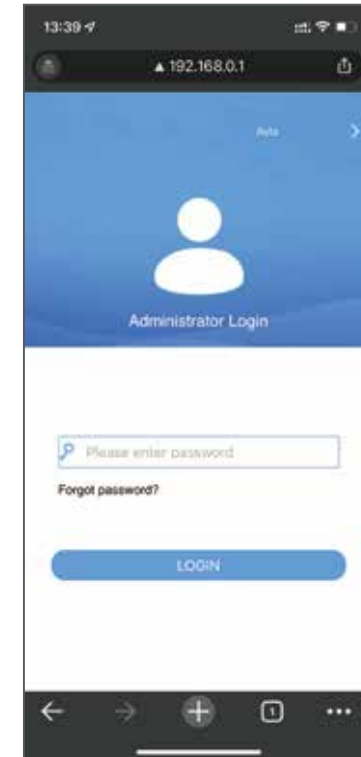 13:39
192.168.0.1
Auto
Administrator Login
Please enter password
Forgot password?
LOGIN
1